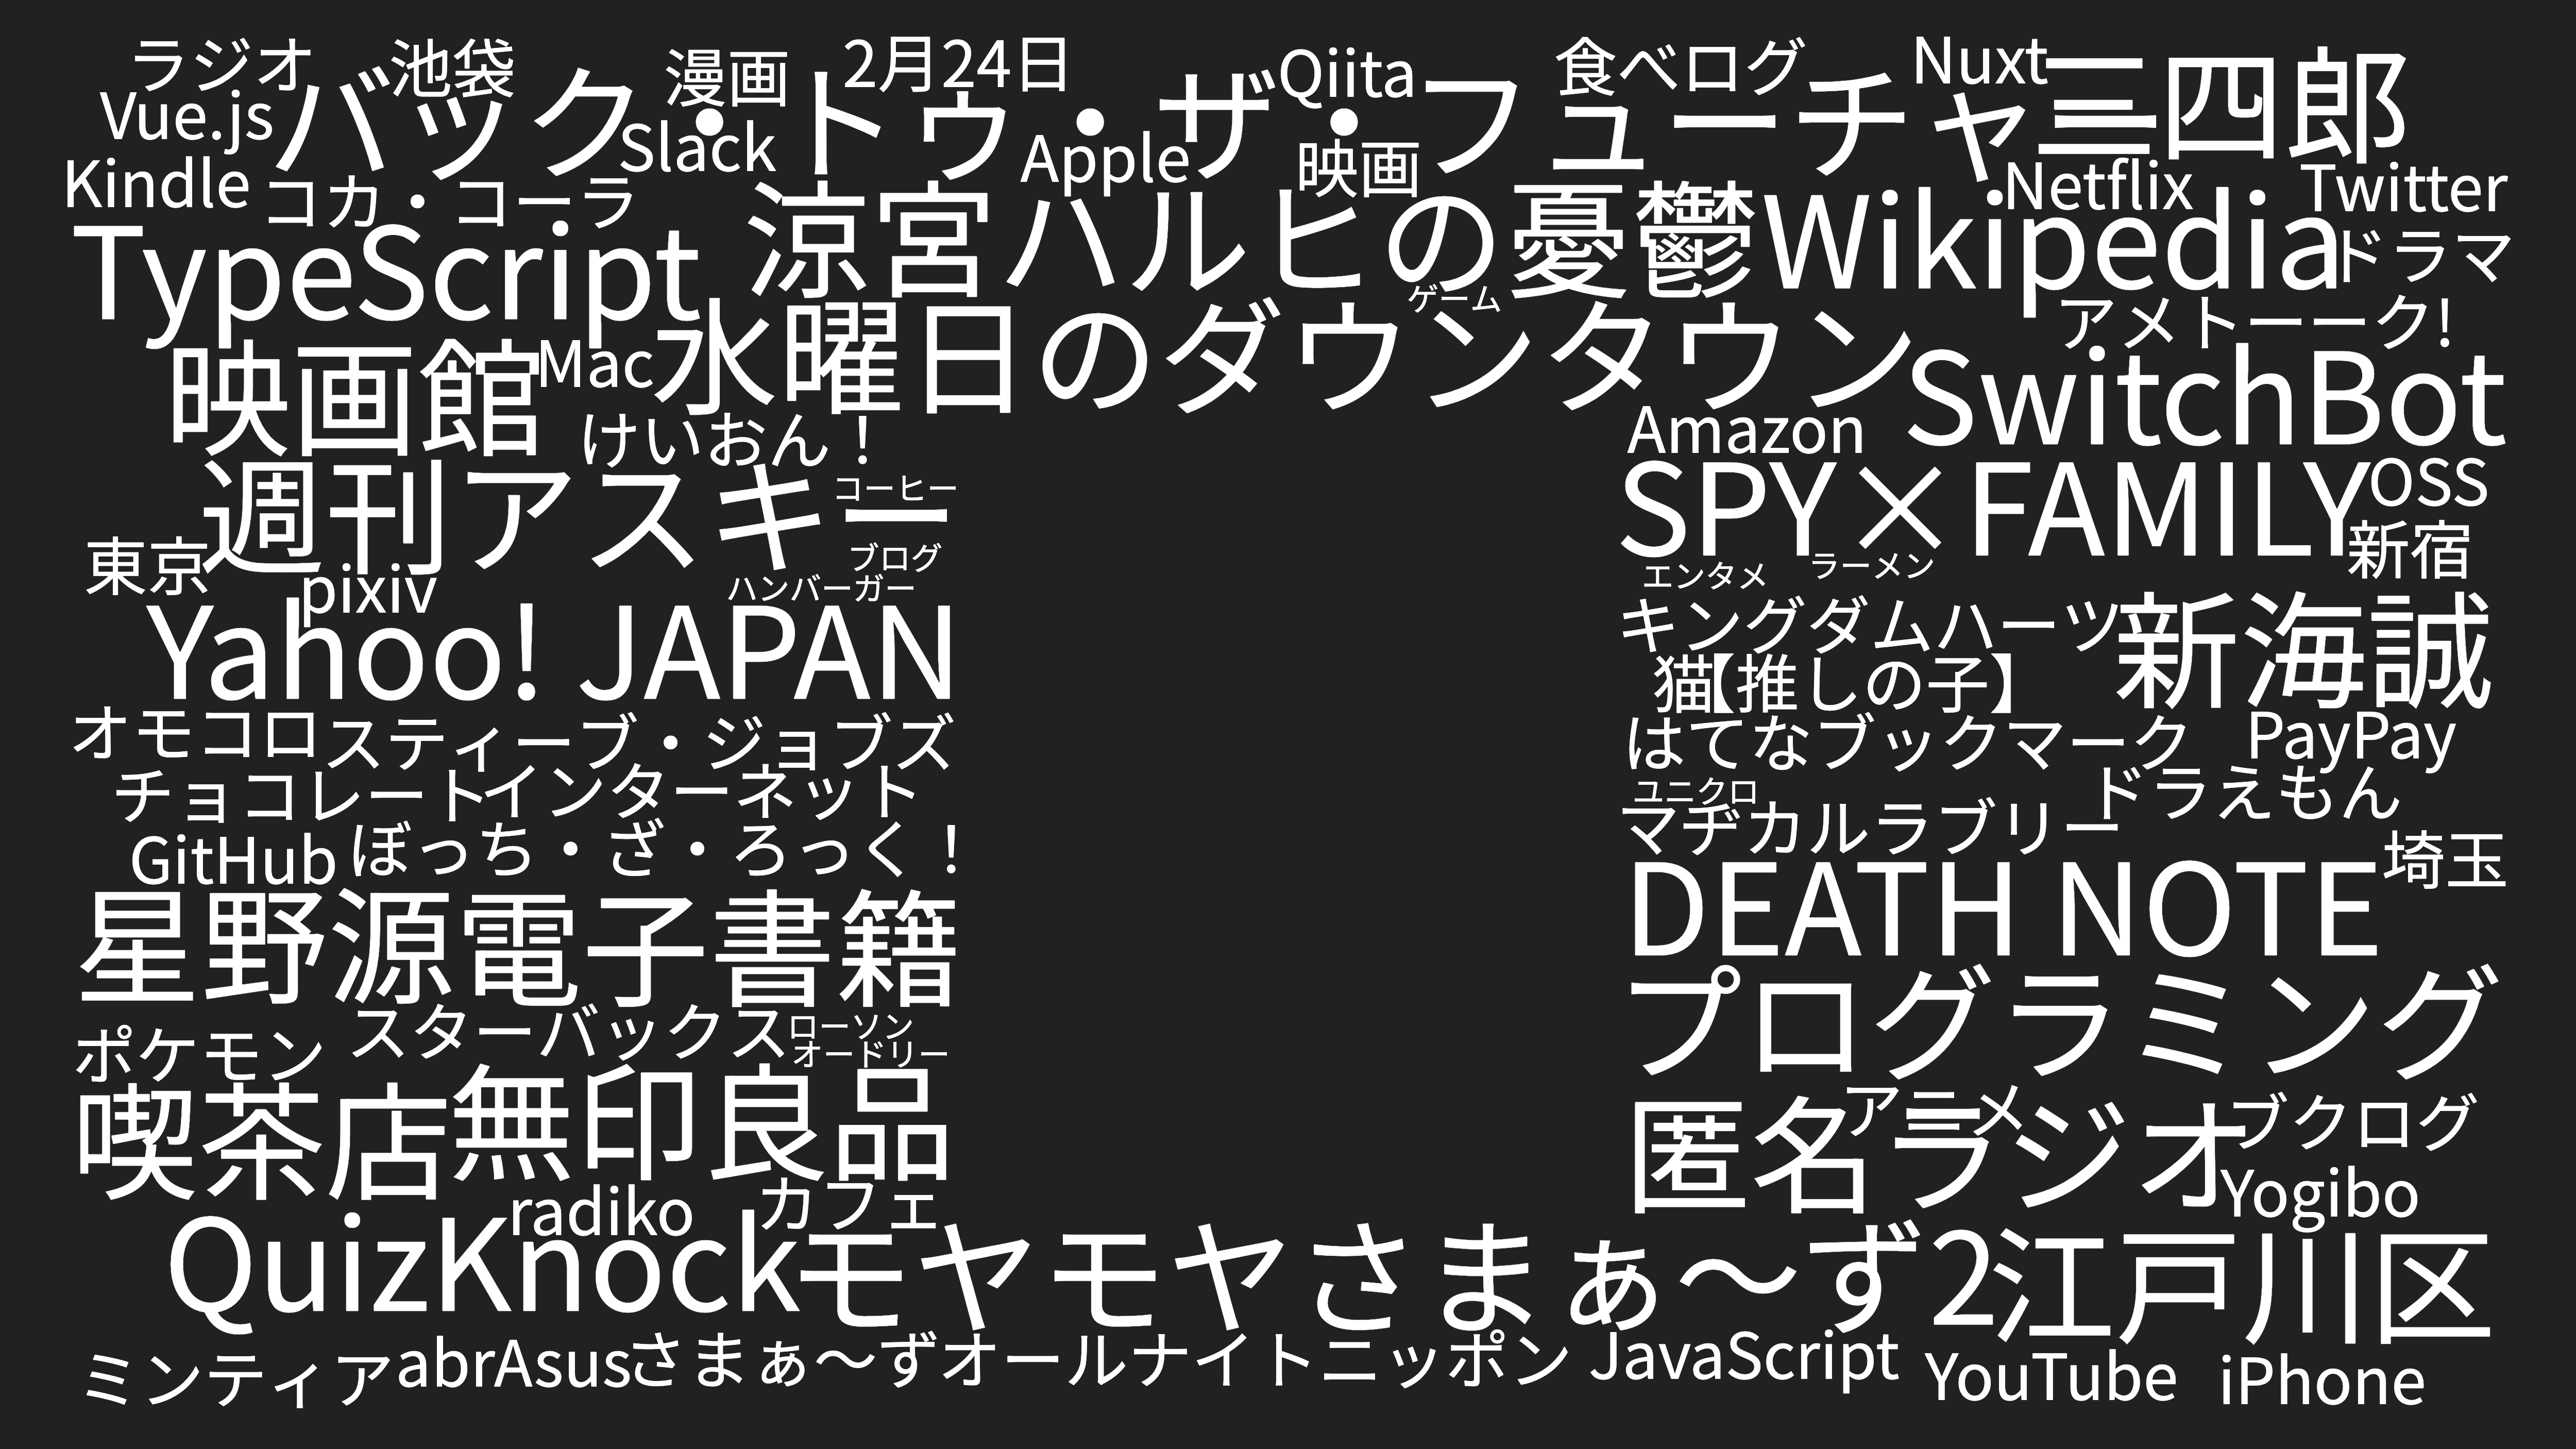 ラジオ
池袋
漫画
2月24日
Qiita
食べログ
Nuxt
三四郎
Vue.js
バック・トゥ・ザ・フューチャー
Slack
Apple
映画
Kindle
コカ・コーラ
Netflix
Twitter
TypeScript
涼宮ハルヒの憂鬱
Wikipedia
ドラマ
ゲーム
アメトーーク!
映画館
Mac
水曜日のダウンタウン
SwitchBot
けいおん！
Amazon
週刊アスキー
コーヒー
SPY×FAMILY
OSS
東京
pixiv
ブログ
ハンバーガー
エンタメ
ラーメン
新宿
Yahoo! JAPAN
キングダムハーツ
新海誠
猫
【推しの子】
オモコロ
スティーブ・ジョブズ
はてなブックマーク
PayPay
チョコレート
インターネット
ユニクロ
ドラえもん
GitHub
ぼっち・ざ・ろっく！
マヂカルラブリー
埼玉
星野源
電子書籍
DEATH NOTE
ポケモン
スターバックス
ローソン
オードリー
プログラミング
喫茶店
無印良品
アニメ
匿名ラジオ
ブクログ
radiko
カフェ
Yogibo
QuizKnock
モヤモヤさまぁ〜ず2
江戸川区
ミンティア
abrAsus
さまぁ〜ず
オールナイトニッポン
JavaScript
YouTube
iPhone